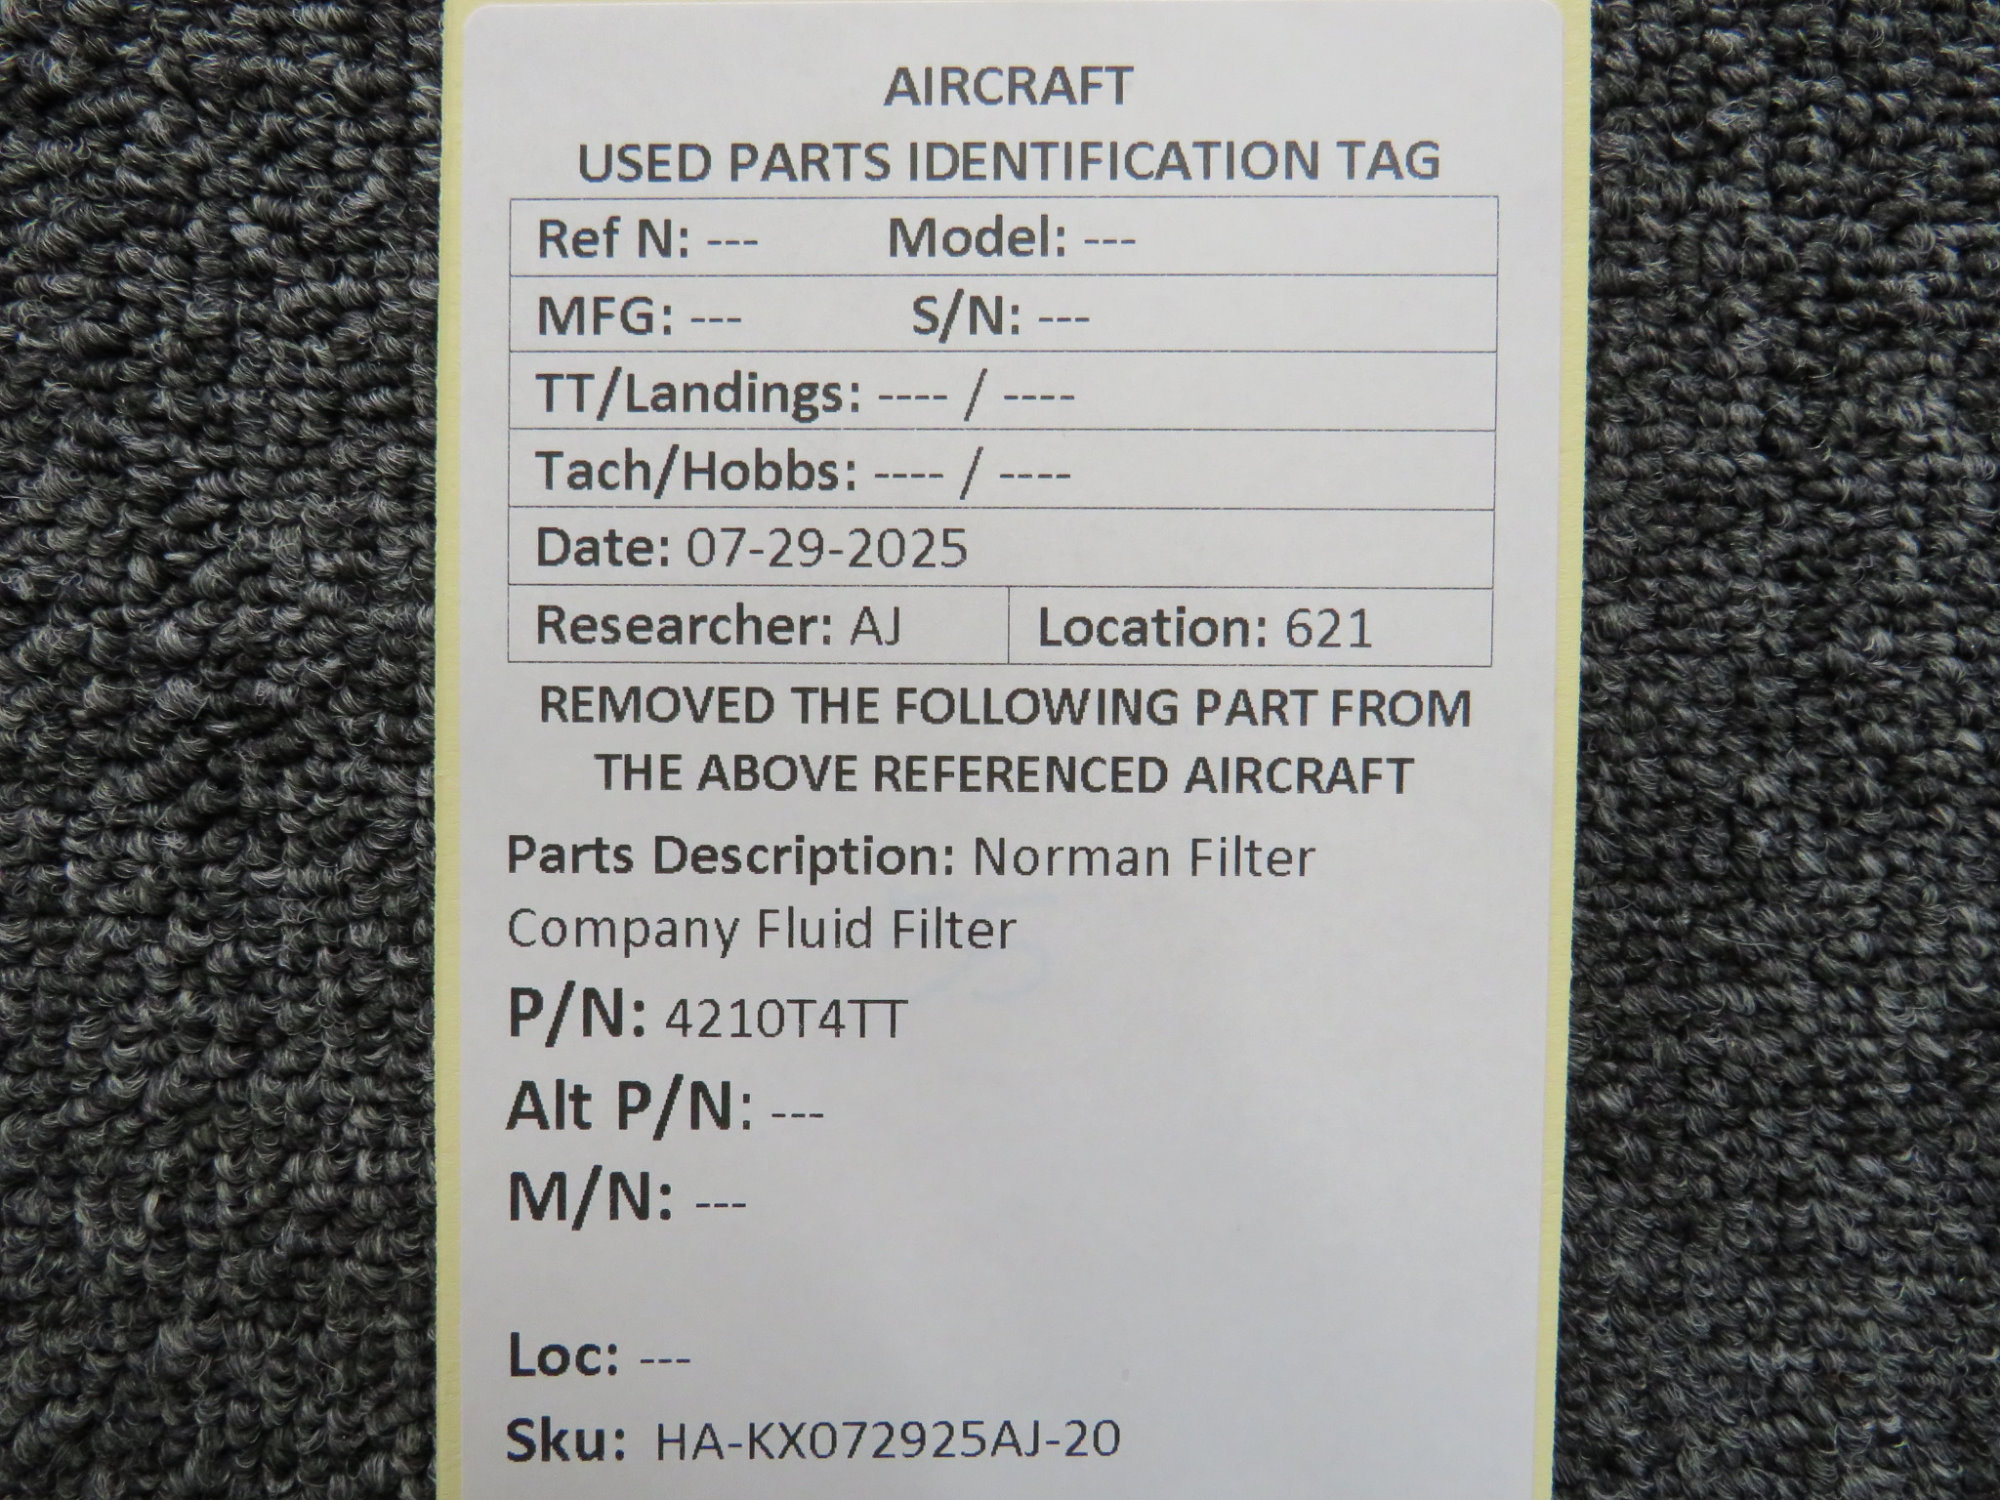 AIRCRAFT
USED PARTS IDENTIFICATION TAG
Ref N: --- Model: ---
MFG: --- S/N: ---
TT/Landings: ---- / ----
Tach/Hobbs: ---- / ----
Date: 07-29-2025
Researcher: AJ Location: 621
REMOVED THE FOLLOWING PART FROM
THE ABOVE REFERENCED AIRCRAFT
Parts Description: Norman Filter
Company Fluid Filter
P/N: 4210T4TT
Alt P/N: ---
M/N: ---
Loc: ---
Sku: HA-KX072925AJ-20